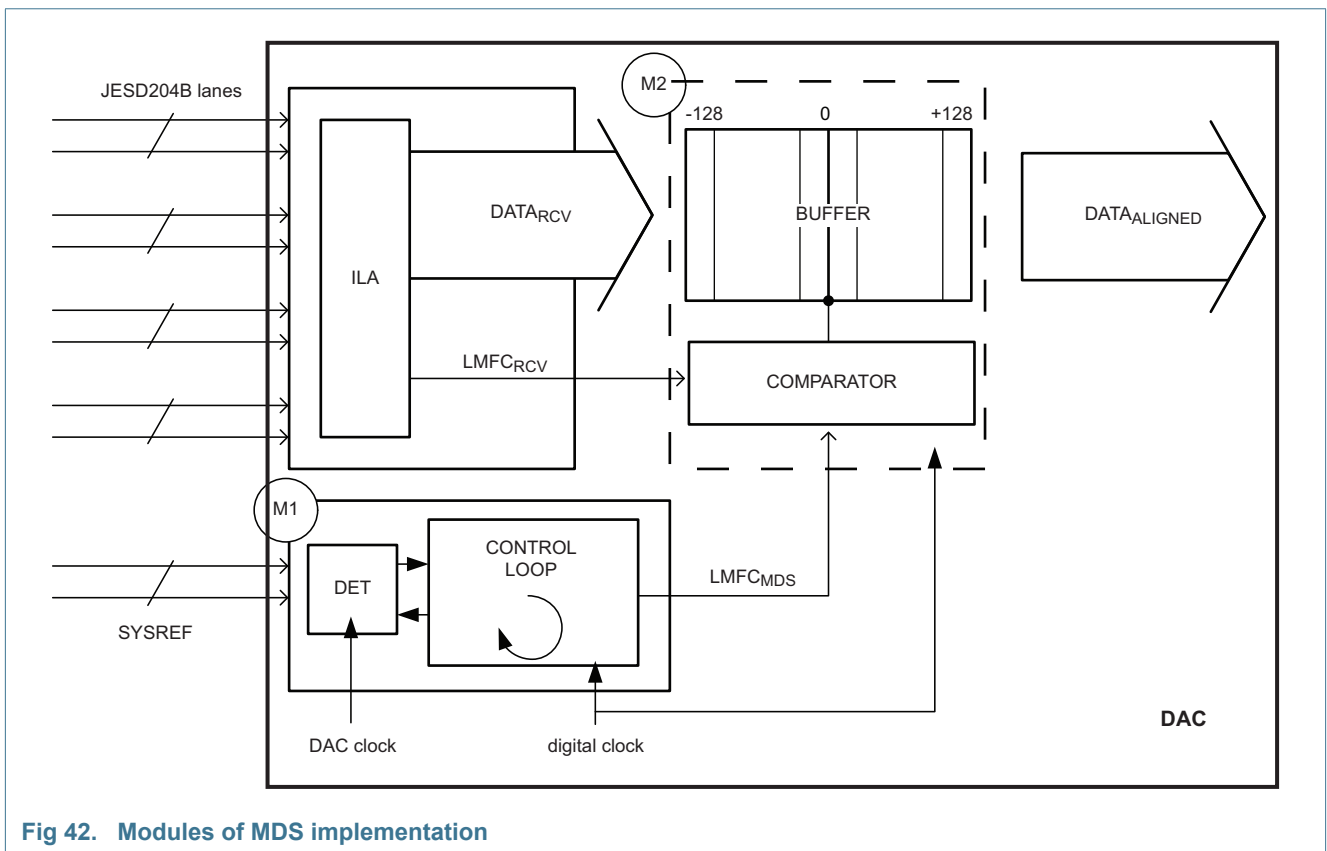 JESD204B lanes
M2
-128 0 +128
DATARCV
BUFFER
DATAALIGNED
ILA
LMFCRCV
COMPARATOR
M1
CONTROL
LOOP
DET
LMFCMDS
SYSREF
DAC
DAC clock
digital clock
Fig 42. Modules of MDS implementation